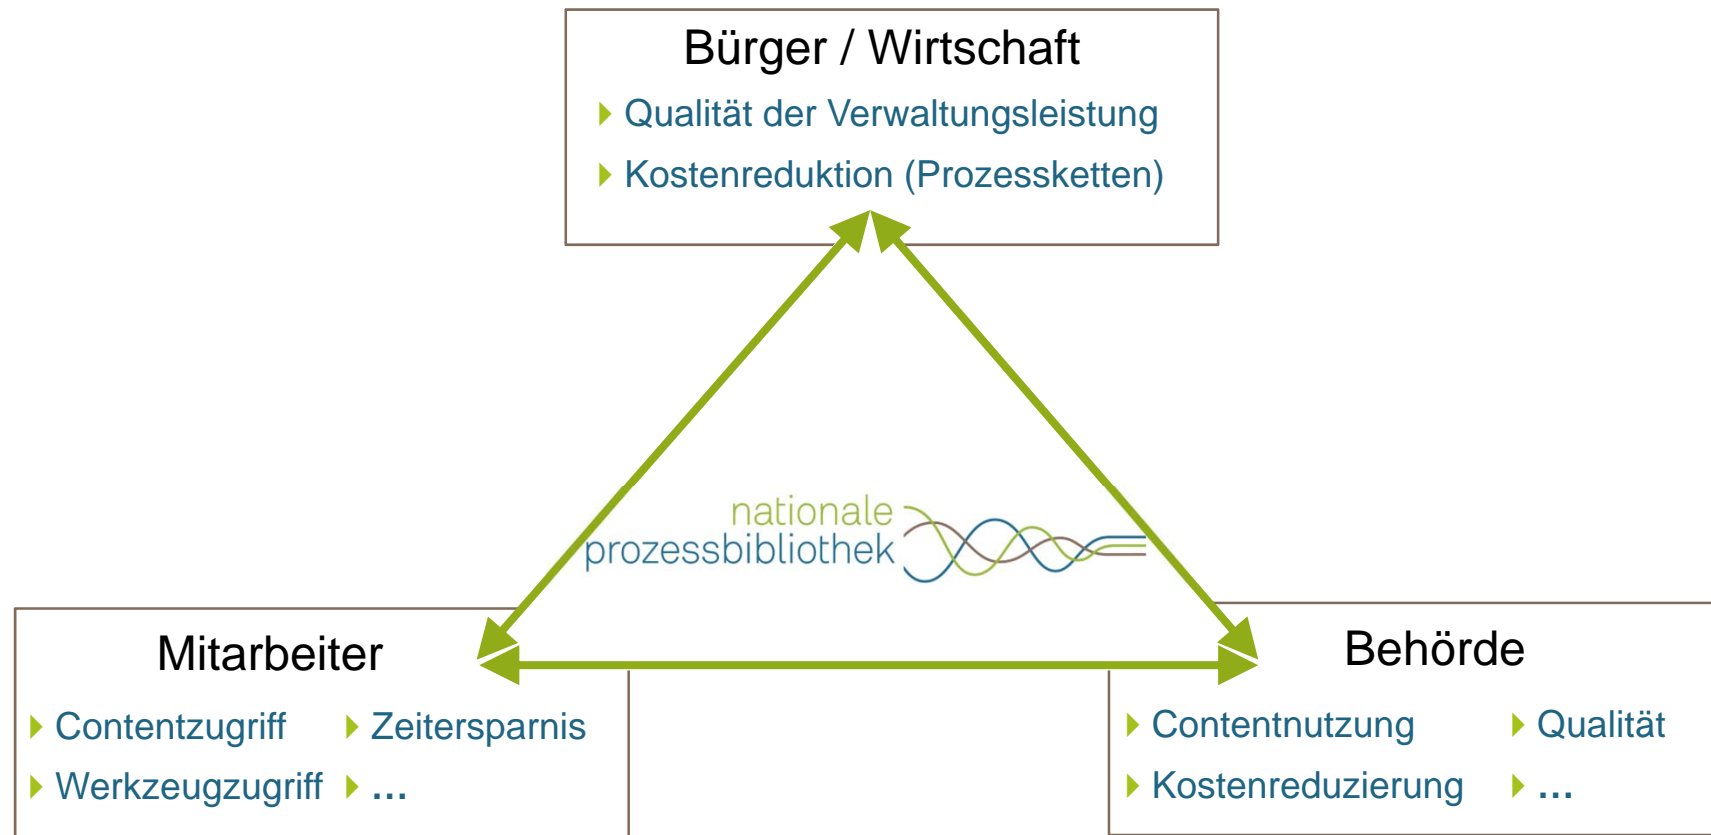 Bürger / Wirtschaft
Qualität der Verwaltungsleistung
Kostenreduktion (Prozessketten)
nationale
prozessbibliothek
Mitarbeiter
Contentzugriff
Zeitersparnis
Werkzeugzugriff
...
Behörde
Contentnutzung
Qualität
Kostenreduzierung
...